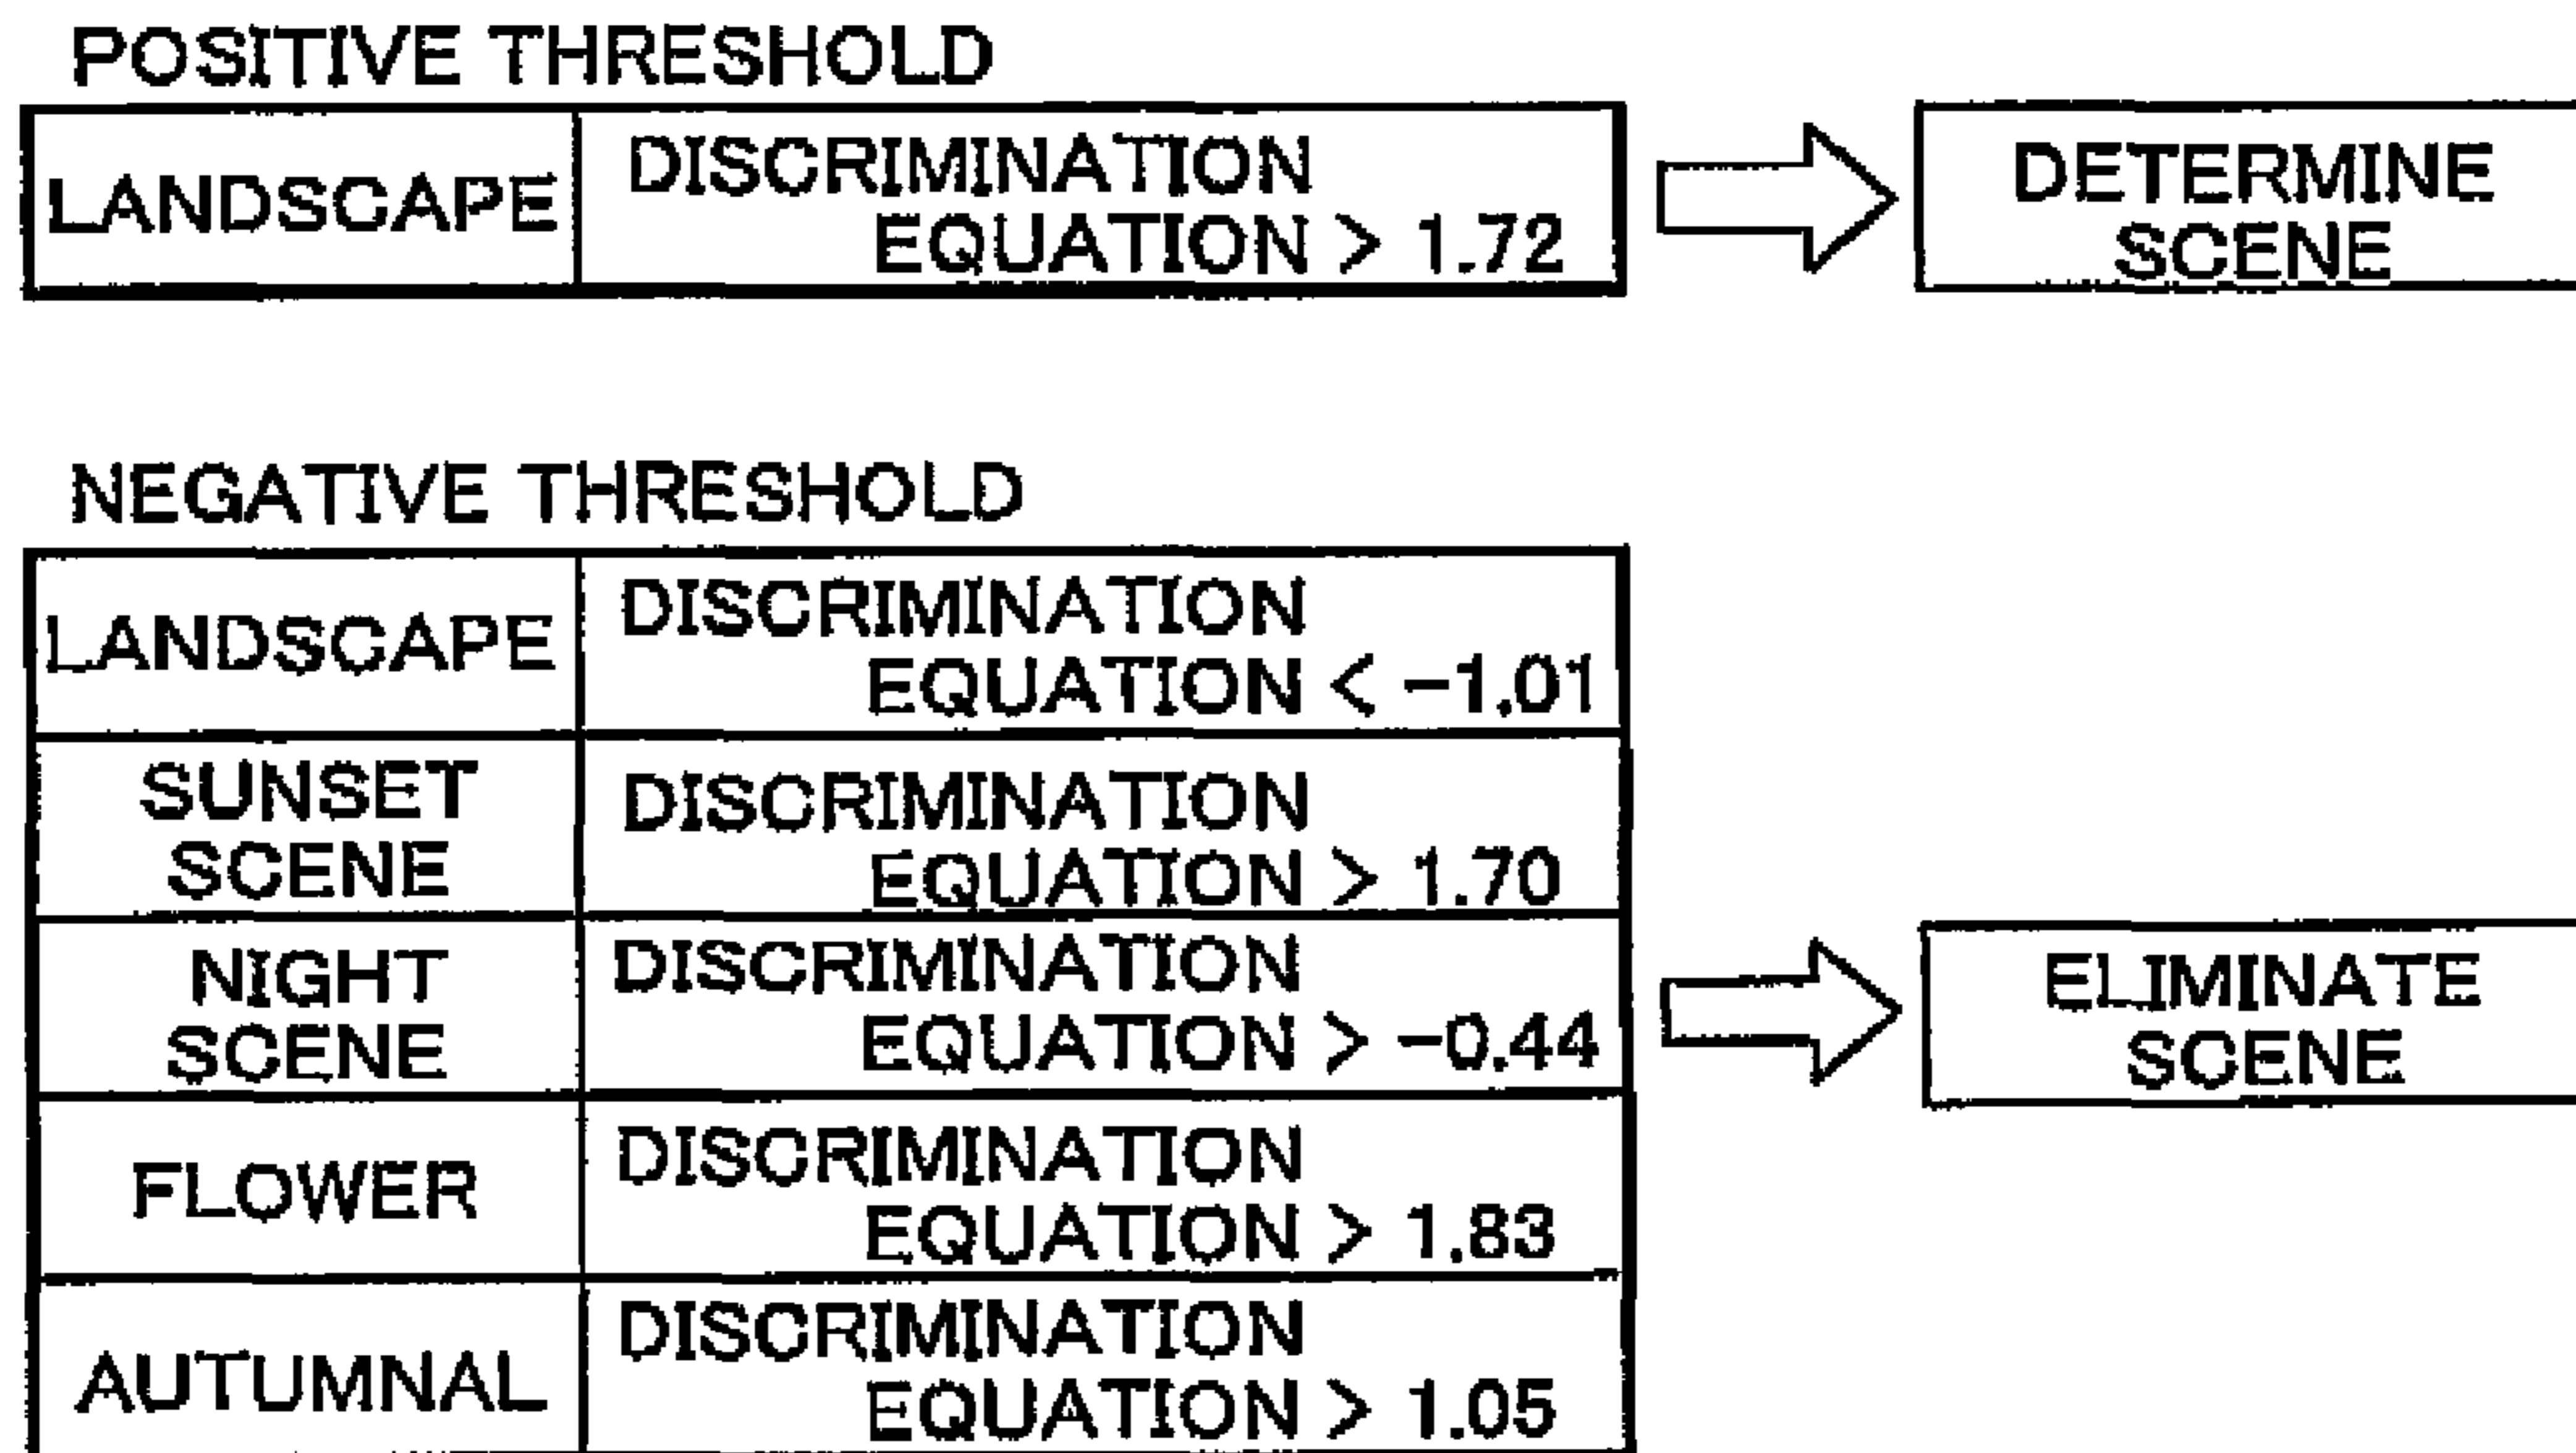 POSITIVE THRESHOLD
LANDSCAPE
DISCRIMINATION
EQUATION > 1.72
DETERMINE
SCENE
NEGATIVE THRESHOLD
LANDSCAPE
DISCRIMINATION
EQUATION < -1.01
SUNSET
SCENE
DISCRIMINATION
EQUATION > 1.70
NIGHT
SCENE
DISCRIMINATION
EQUATION > -0.44
FLOWER
DISCRIMINATION
EQUATION > 1.83
AUTUMNAL
DISCRIMINATION
EQUATION > 1.05
ELIMINATE
SCENE